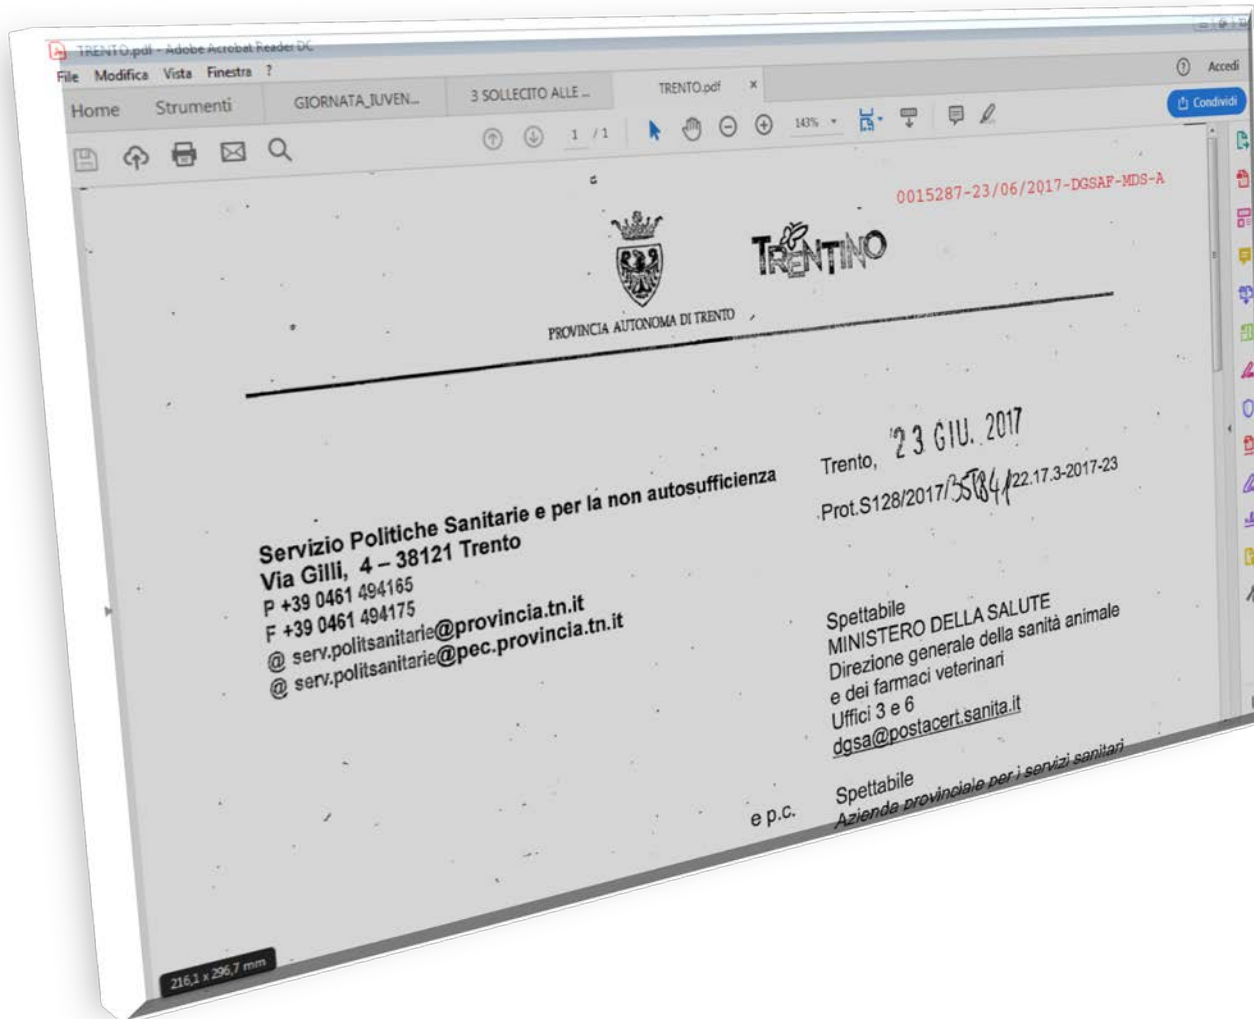 TRENTO.pdf - Adobe Acrobat Reader DC
File Modifica Vista Finestra ?
Home Strumenti GIORNATA_IUVEN... 3 SOLLECITO ALLE ... TRENTO.pdf x
? Accedi
1 / 1 143%
Condividi
0015287-23/06/2017-DGSAF-MDS-A
TRENTINO
PROVINCIA AUTONOMA DI TRENTO
Servizio Politiche Sanitarie e per la non autosufficienza
Via Gilli, 4 – 38121 Trento
P +39 0461 494165
F +39 0461 494175
@ serv.politsanitarie@provincia.tn.it
@ serv.politsanitarie@pec.provincia.tn.it
Trento, 23 GIU. 2017
Prot.S128/2017/ /22.17.3-2017-23
Spettabile
MINISTERO DELLA SALUTE
Direzione generale della sanità animale
e dei farmaci veterinari
Uffici 3 e 6
dgsa@postacert.sanita.it
e p.c. Spettabile
Azienda provinciale per i servizi sanitari
216,1 x 296,7 mm